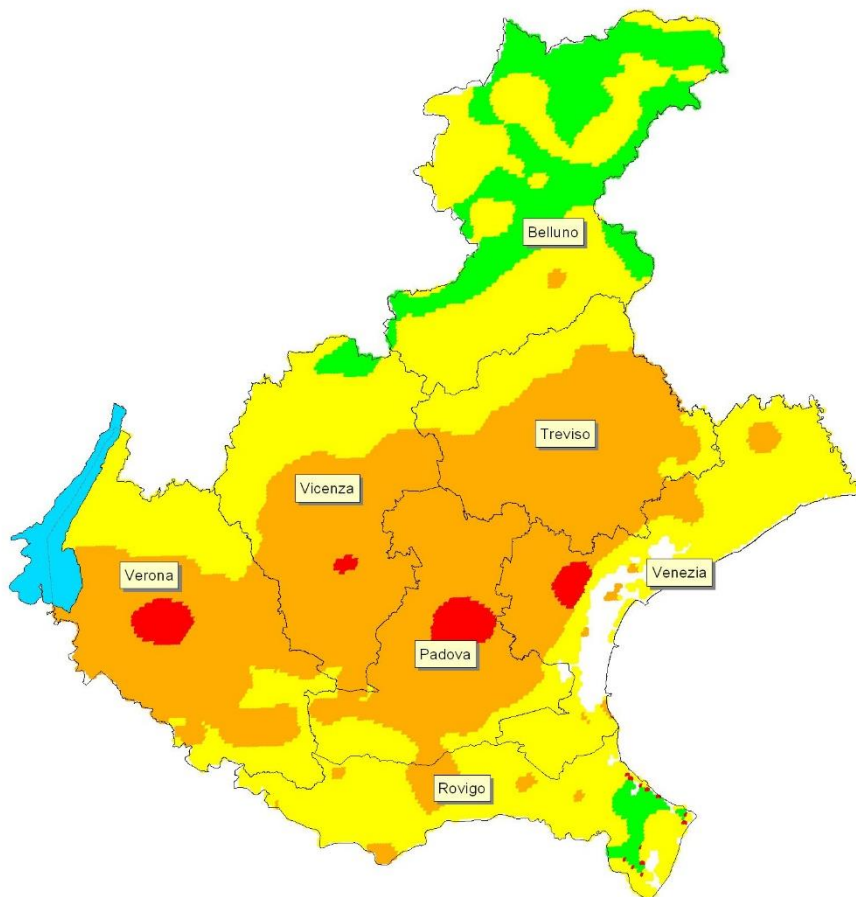 Belluno
Treviso
Vicenza
Verona
Venezia
Padova
Rovigo